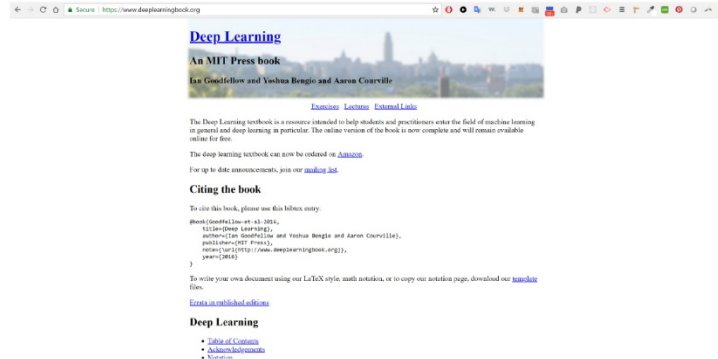 Secure | https://www.deeplearningbook.org
Deep Learning
An MIT Press book
Ian Goodfellow and Yoshua Bengio and Aaron Courville
Exercises Lectures External Links
The Deep Learning textbook is a resource intended to help students and practitioners enter the field of machine learning
in general and deep learning in particular. The online version of the book is now complete and will remain available
online for free.
The deep learning textbook can now be ordered on Amazon.
For up to date announcements, join our mailing list.
Citing the book
To cite this book, please use this bibtex entry:
@book{Goodfellow-et-al-2016,
title={Deep Learning},
author={Ian Goodfellow and Yoshua Bengio and Aaron Courville},
publisher={MIT Press},
note={\url{http://www.deeplearningbook.org}},
year={2016}
}
To write your own document using our LaTeX style, math notation, or to copy our notation page, download our template
files.
Errata in published editions
Deep Learning
• Table of Contents
• Acknowledgements
• Notation